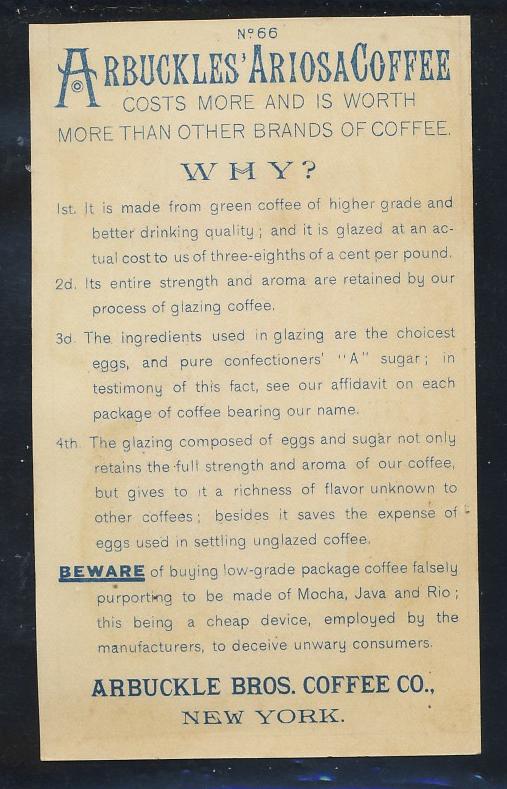 Nº 66
ARBUCKLES' ARIOSA COFFEE
COSTS MORE AND IS WORTH
MORE THAN OTHER BRANDS OF COFFEE.
WHY?
1st. It is made from green coffee of higher grade and
better drinking quality; and it is glazed at an ac-
tual cost to us of three-eighths of a cent per pound.
2d. Its entire strength and aroma are retained by our
process of glazing coffee.
3d. The ingredients used in glazing are the choicest
eggs, and pure confectioners' "A" sugar; in
testimony of this fact, see our affidavit on each
package of coffee bearing our name.
4th. The glazing composed of eggs and sugar not only
retains the full strength and aroma of our coffee,
but gives to it a richness of flavor unknown to
other coffees; besides it saves the expense of
eggs used in settling unglazed coffee.
BEWARE of buying low-grade package coffee falsely
purporting to be made of Mocha, Java and Rio;
this being a cheap device, employed by the
manufacturers, to deceive unwary consumers.
ARBUCKLE BROS. COFFEE CO.,
NEW YORK.